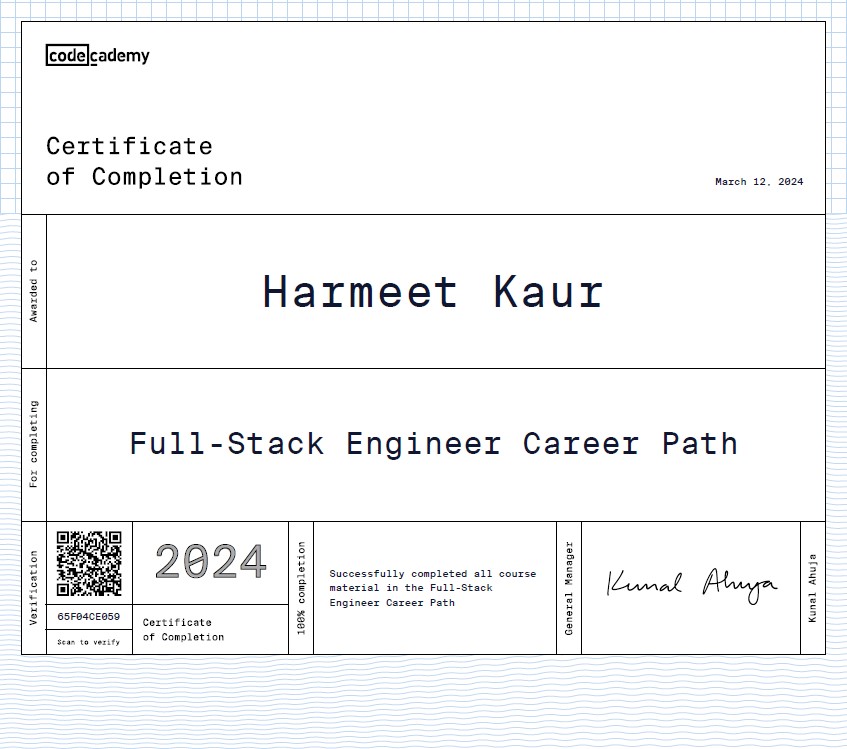 codecademy
Certificate
of Completion
March 12, 2024
Awarded to
Harmeet Kaur
For completing
Full-Stack Engineer Career Path
Verification
65F04CE059
Scan to verify
2024
Certificate
of Completion
100% completion
Successfully completed all course
material in the Full-Stack
Engineer Career Path
General Manager
Kunal Ahuja
Kunal Ahuja